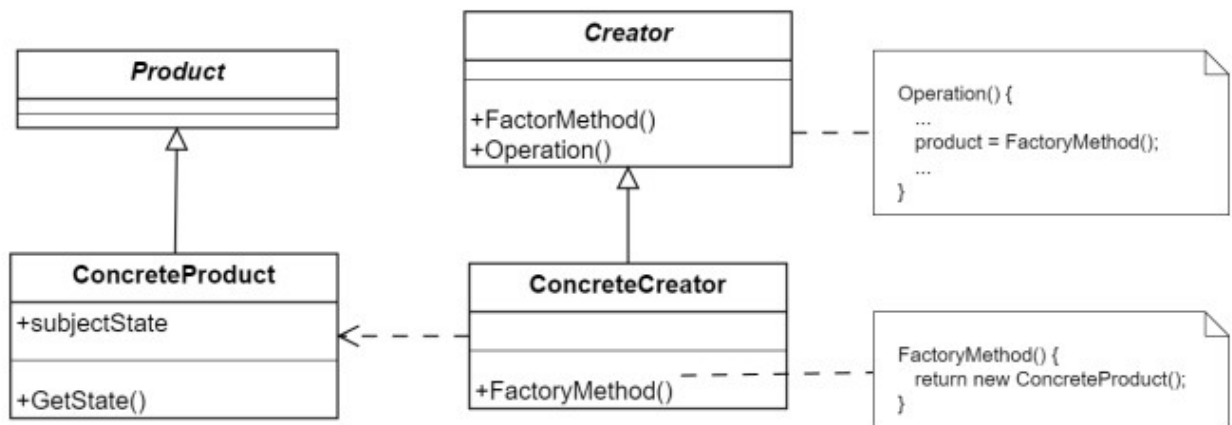 Product
Creator
+FactorMethod()
+Operation()
Operation() {
...
product = FactoryMethod();
...
}
ConcreteProduct
+subjectState
+GetState()
ConcreteCreator
+FactoryMethod()
FactoryMethod() {
return new ConcreteProduct();
}